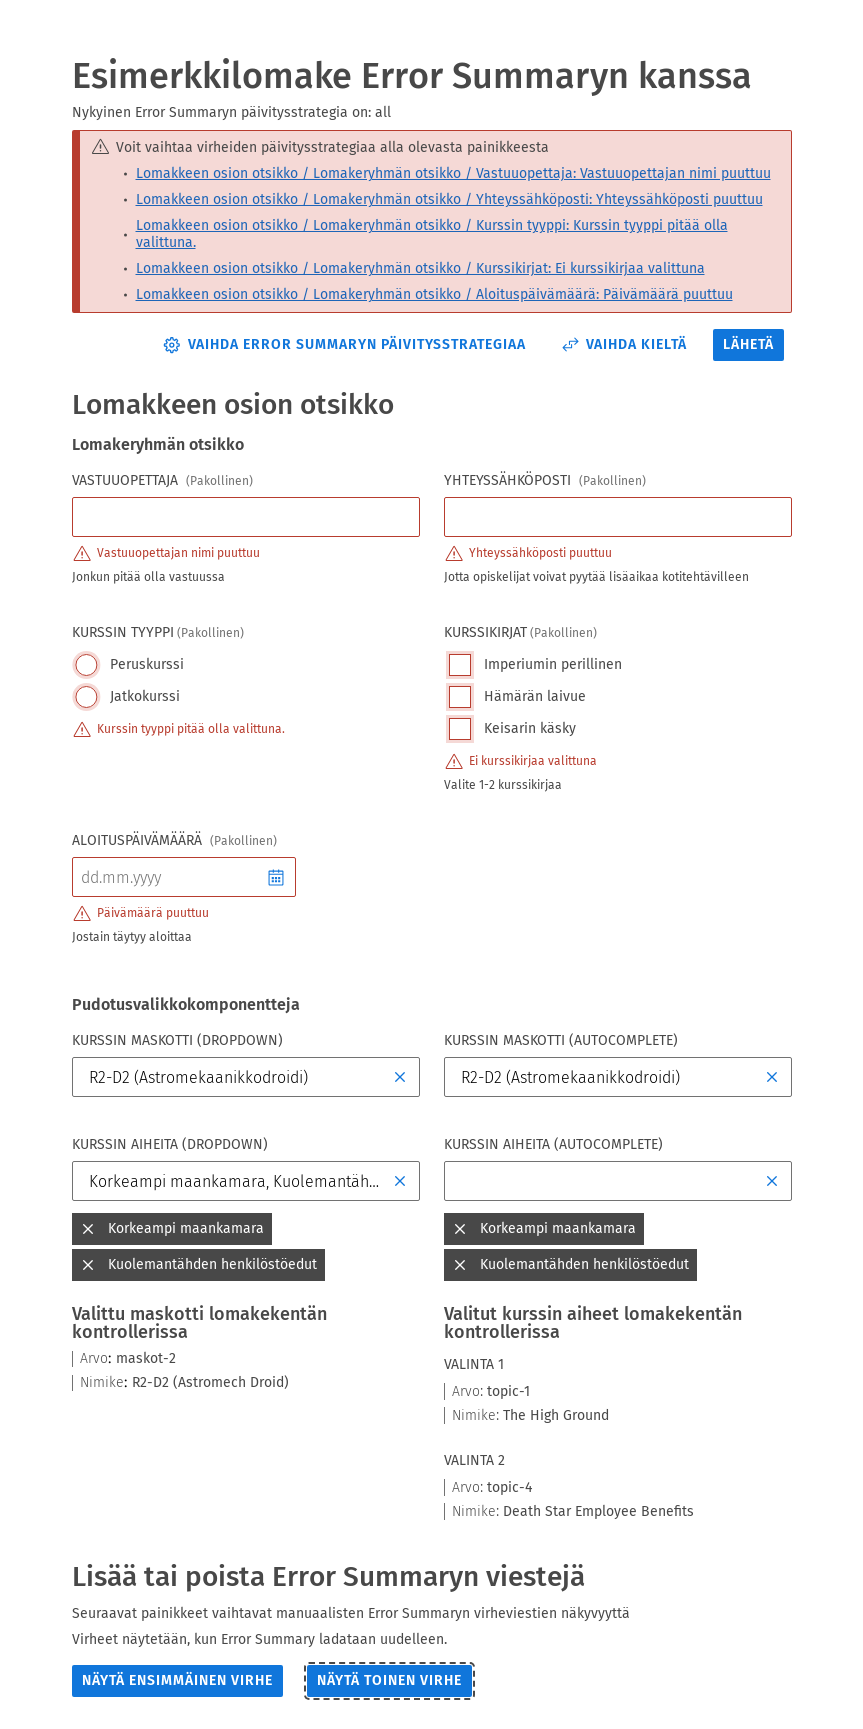 Esimerkkilomake Error Summaryn kanssa
Nykyinen Error Summaryn päivitysstrategia on: all
Voit vaihtaa virheiden päivitysstrategiaa alla olevasta painikkeesta
• Lomakkeen osion otsikko / Lomakeryhmän otsikko / Vastuuopettaja: Vastuuopettajan nimi puuttuu
• Lomakkeen osion otsikko / Lomakeryhmän otsikko / Yhteyssähköposti: Yhteyssähköposti puuttuu
• Lomakkeen osion otsikko / Lomakeryhmän otsikko / Kurssin tyyppi: Kurssin tyyppi pitää olla
valittuna.
• Lomakkeen osion otsikko / Lomakeryhmän otsikko / Kurssikirjat: Ei kurssikirjaa valittuna
• Lomakkeen osion otsikko / Lomakeryhmän otsikko / Aloituspäivämäärä: Päivämäärä puuttuu
VAIHDA ERROR SUMMARYN PÄIVITYSSTRATEGIAA VAIHDA KIELTÄ LÄHETÄ
Lomakkeen osion otsikko
Lomakeryhmän otsikko
VASTUUOPETTAJA (Pakollinen)
Vastuuopettajan nimi puuttuu
Jonkun pitää olla vastuussa
YHTEYSSÄHKÖPOSTI (Pakollinen)
Yhteyssähköposti puuttuu
Jotta opiskelijat voivat pyytää lisäaikaa kotitehtävilleen
KURSSIN TYYPPI (Pakollinen)
Peruskurssi
Jatkokurssi
Kurssin tyyppi pitää olla valittuna.
KURSSIKIRJAT (Pakollinen)
Imperiumin perillinen
Hämärän laivue
Keisarin käsky
Ei kurssikirjaa valittuna
Valite 1-2 kurssikirjaa
ALOITUSPÄIVÄMÄÄRÄ (Pakollinen)
dd.mm.yyyy
Päivämäärä puuttuu
Jostain täytyy aloittaa
Pudotusvalikkokomponentteja
KURSSIN MASKOTTI (DROPDOWN)
R2-D2 (Astromekaanikkodroidi)
KURSSIN MASKOTTI (AUTOCOMPLETE)
R2-D2 (Astromekaanikkodroidi)
KURSSIN AIHEITA (DROPDOWN)
Korkeampi maankamara, Kuolemantäh...
Korkeampi maankamara
Kuolemantähden henkilöstöedut
KURSSIN AIHEITA (AUTOCOMPLETE)
Korkeampi maankamara
Kuolemantähden henkilöstöedut
Valittu maskotti lomakekentän
kontrollerissa
Arvo: maskot-2
Nimike: R2-D2 (Astromech Droid)
Valitut kurssin aiheet lomakekentän
kontrollerissa
VALINTA 1
Arvo: topic-1
Nimike: The High Ground
VALINTA 2
Arvo: topic-4
Nimike: Death Star Employee Benefits
Lisää tai poista Error Summaryn viestejä
Seuraavat painikkeet vaihtavat manuaalisten Error Summaryn virheviestien näkyvyyttä
Virheet näytetään, kun Error Summary ladataan uudelleen.
NÄYTÄ ENSIMMÄINEN VIRHE NÄYTÄ TOINEN VIRHE